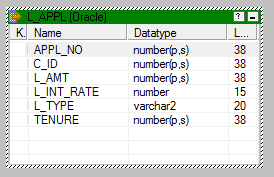 L_APPL (Oracle) ?
K. Name Datatype L...
APPL_NO number(p,s) 38
C_ID number(p,s) 38
L_AMT number(p,s) 38
L_INT_RATE number 15
L_TYPE varchar2 20
TENURE number(p,s) 38